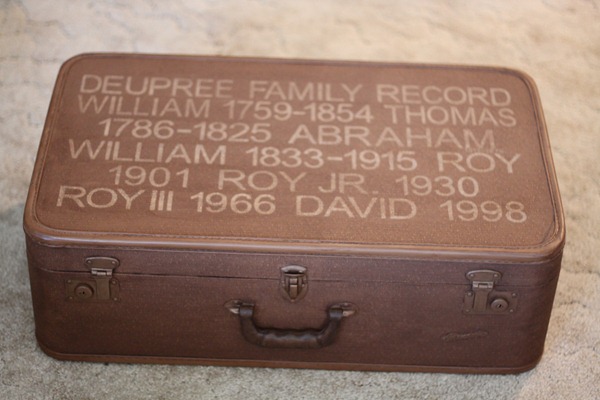 DEUPREE FAMILY RECORD
WILLIAM 1759-1854 THOMAS
1786-1825 ABRAHAM
WILLIAM 1833-1915 ROY
1901 ROY JR. 1930
ROY III 1966 DAVID 1998